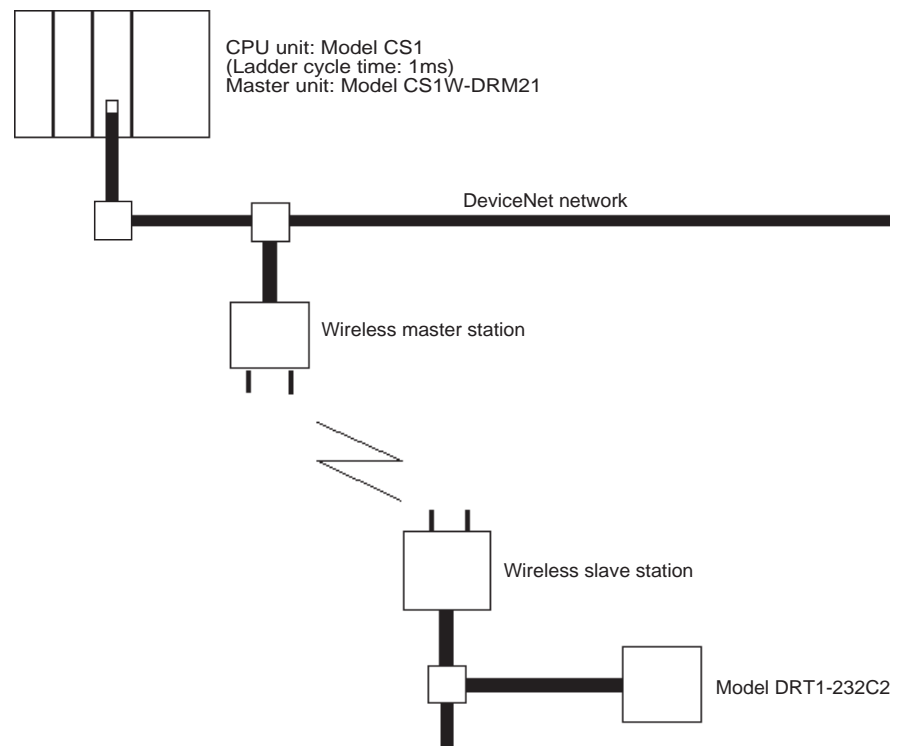 CPU unit: Model CS1
(Ladder cycle time: 1ms)
Master unit: Model CS1W-DRM21
DeviceNet network
Wireless master station
Wireless slave station
Model DRT1-232C2